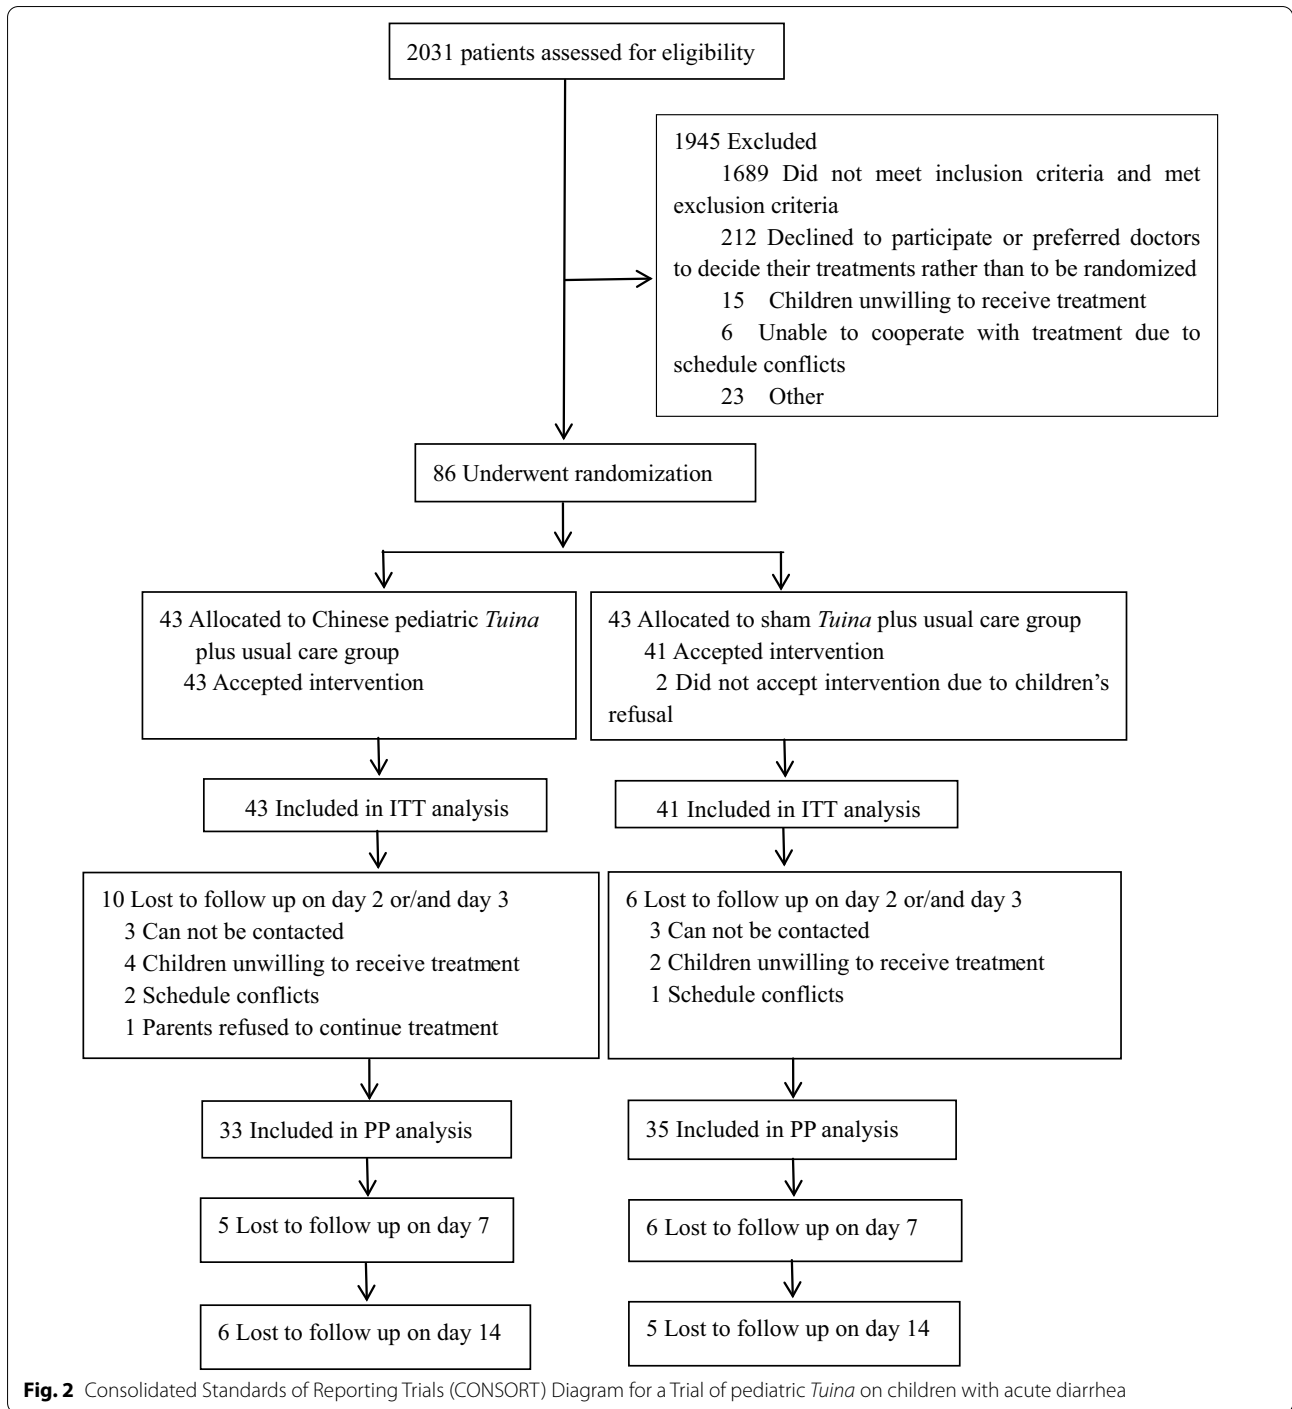 2031 patients assessed for eligibility
1945 Excluded
1689 Did not meet inclusion criteria and met
exclusion criteria
212 Declined to participate or preferred doctors
to decide their treatments rather than to be randomized
15 Children unwilling to receive treatment
6 Unable to cooperate with treatment due to
schedule conflicts
23 Other
86 Underwent randomization
43 Allocated to Chinese pediatric Tuina
plus usual care group
43 Accepted intervention
43 Allocated to sham Tuina plus usual care group
41 Accepted intervention
2 Did not accept intervention due to children’s
refusal
43 Included in ITT analysis
41 Included in ITT analysis
10 Lost to follow up on day 2 or/and day 3
3 Can not be contacted
4 Children unwilling to receive treatment
2 Schedule conflicts
1 Parents refused to continue treatment
6 Lost to follow up on day 2 or/and day 3
3 Can not be contacted
2 Children unwilling to receive treatment
1 Schedule conflicts
33 Included in PP analysis
35 Included in PP analysis
5 Lost to follow up on day 7
6 Lost to follow up on day 7
6 Lost to follow up on day 14
5 Lost to follow up on day 14
Fig. 2 Consolidated Standards of Reporting Trials (CONSORT) Diagram for a Trial of pediatric Tuina on children with acute diarrhea